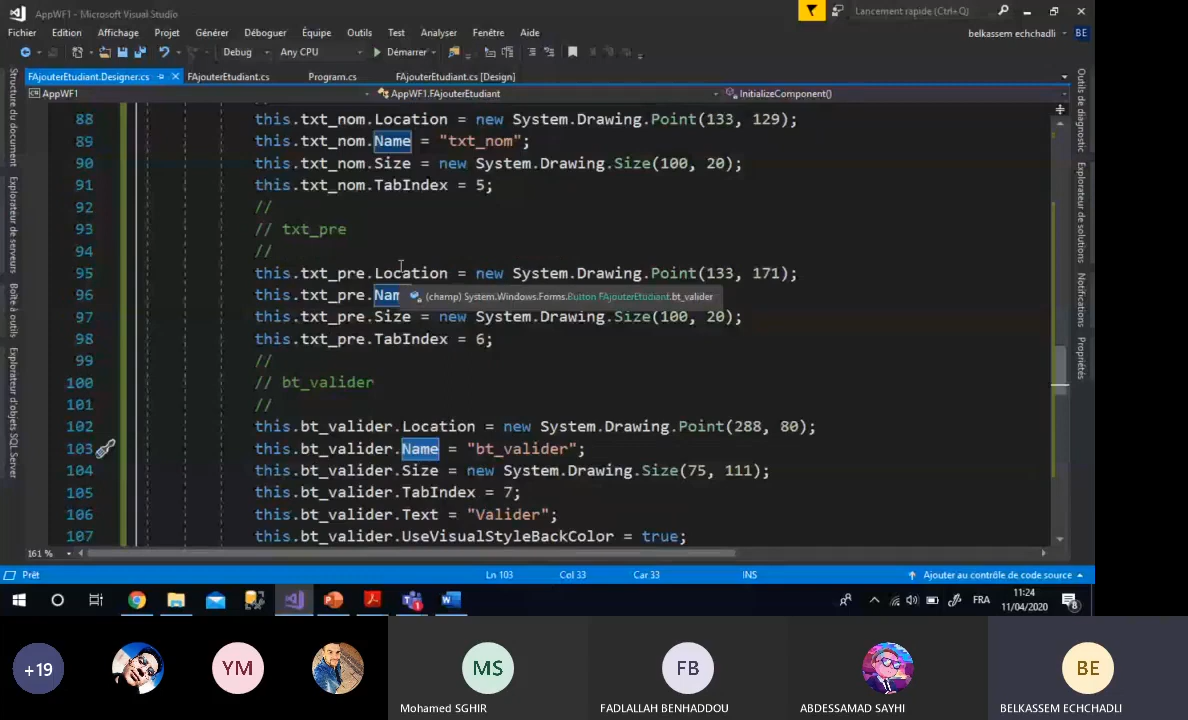 AppWF1 - Microsoft Visual Studio
Lancement rapide (Ctrl+Q)
Fichier Edition Affichage Projet Générer Déboguer Équipe Outils Test Analyser Fenêtre Aide
belkassem echchadli BE
Debug Any CPU Démarrer
FAjouterEtudiant.Designer.cs FAjouterEtudiant.cs Program.cs FAjouterEtudiant.cs [Design]
AppWF1 AppWF1.FAjouterEtudiant InitializeComponent()
Structure du document
Explorateur de serveurs
Boîte à outils
Explorateur d'objets SQL Server
88 this.txt_nom.Location = new System.Drawing.Point(133, 129);
89 this.txt_nom.Name = "txt_nom";
90 this.txt_nom.Size = new System.Drawing.Size(100, 20);
91 this.txt_nom.TabIndex = 5;
92 //
93 // txt_pre
94 //
95 this.txt_pre.Location = new System.Drawing.Point(133, 171);
96 this.txt_pre.Nam
(champ) System.Windows.Forms.Button FAjouterEtudiant.bt_valider
97 this.txt_pre.Size = new System.Drawing.Size(100, 20);
98 this.txt_pre.TabIndex = 6;
99 //
100 // bt_valider
101 //
102 this.bt_valider.Location = new System.Drawing.Point(288, 80);
103 this.bt_valider.Name = "bt_valider";
104 this.bt_valider.Size = new System.Drawing.Size(75, 111);
105 this.bt_valider.TabIndex = 7;
106 this.bt_valider.Text = "Valider";
107 this.bt_valider.UseVisualStyleBackColor = true;
Outils de diagnostic
Explorateur de solutions
Notifications
Propriétés
161 %
Prêt Ln 103 Col 33 Car 33 INS Ajouter au contrôle de code source
FRA 11:24
11/04/2020
8
+19 YM MS FB BE
Mohamed SGHIR FADLALLAH BENHADDOU ABDESSAMAD SAYHI BELKASSEM ECHCHADLI